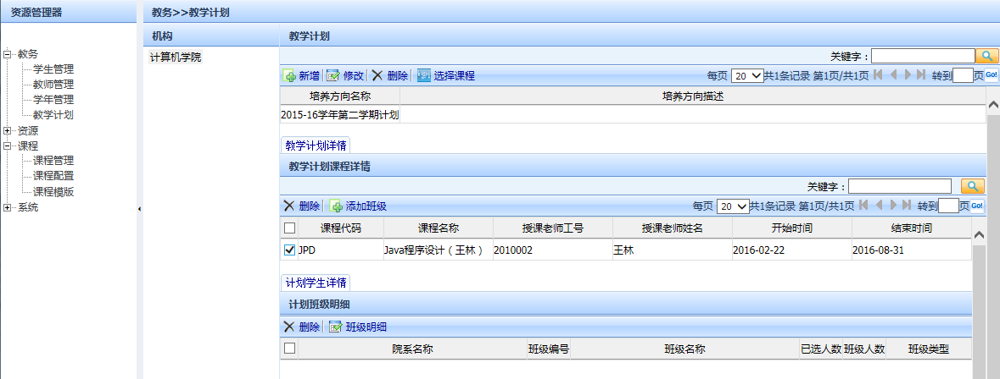 资源管理器
教务
学生管理
教师管理
学年管理
教学计划
资源
课程
课程管理
课程配置
课程模版
系统
教务>>教学计划
机构
计算机学院
教学计划
关键字：
新增 修改 删除 选择课程 每页 20 共1条记录 第1页/共1页 转到 页 Go!
培养方向名称 培养方向描述
2015-16学年第二学期计划
教学计划详情
教学计划课程详情
关键字：
删除 添加班级 每页 20 共1条记录 第1页/共1页 转到 页 Go!
课程代码 课程名称 授课老师工号 授课老师姓名 开始时间 结束时间
JPD Java程序设计（王林） 2010002 王林 2016-02-22 2016-08-31
计划学生详情
计划班级明细
删除 班级明细
院系名称 班级编号 班级名称 已选人数 班级人数 班级类型